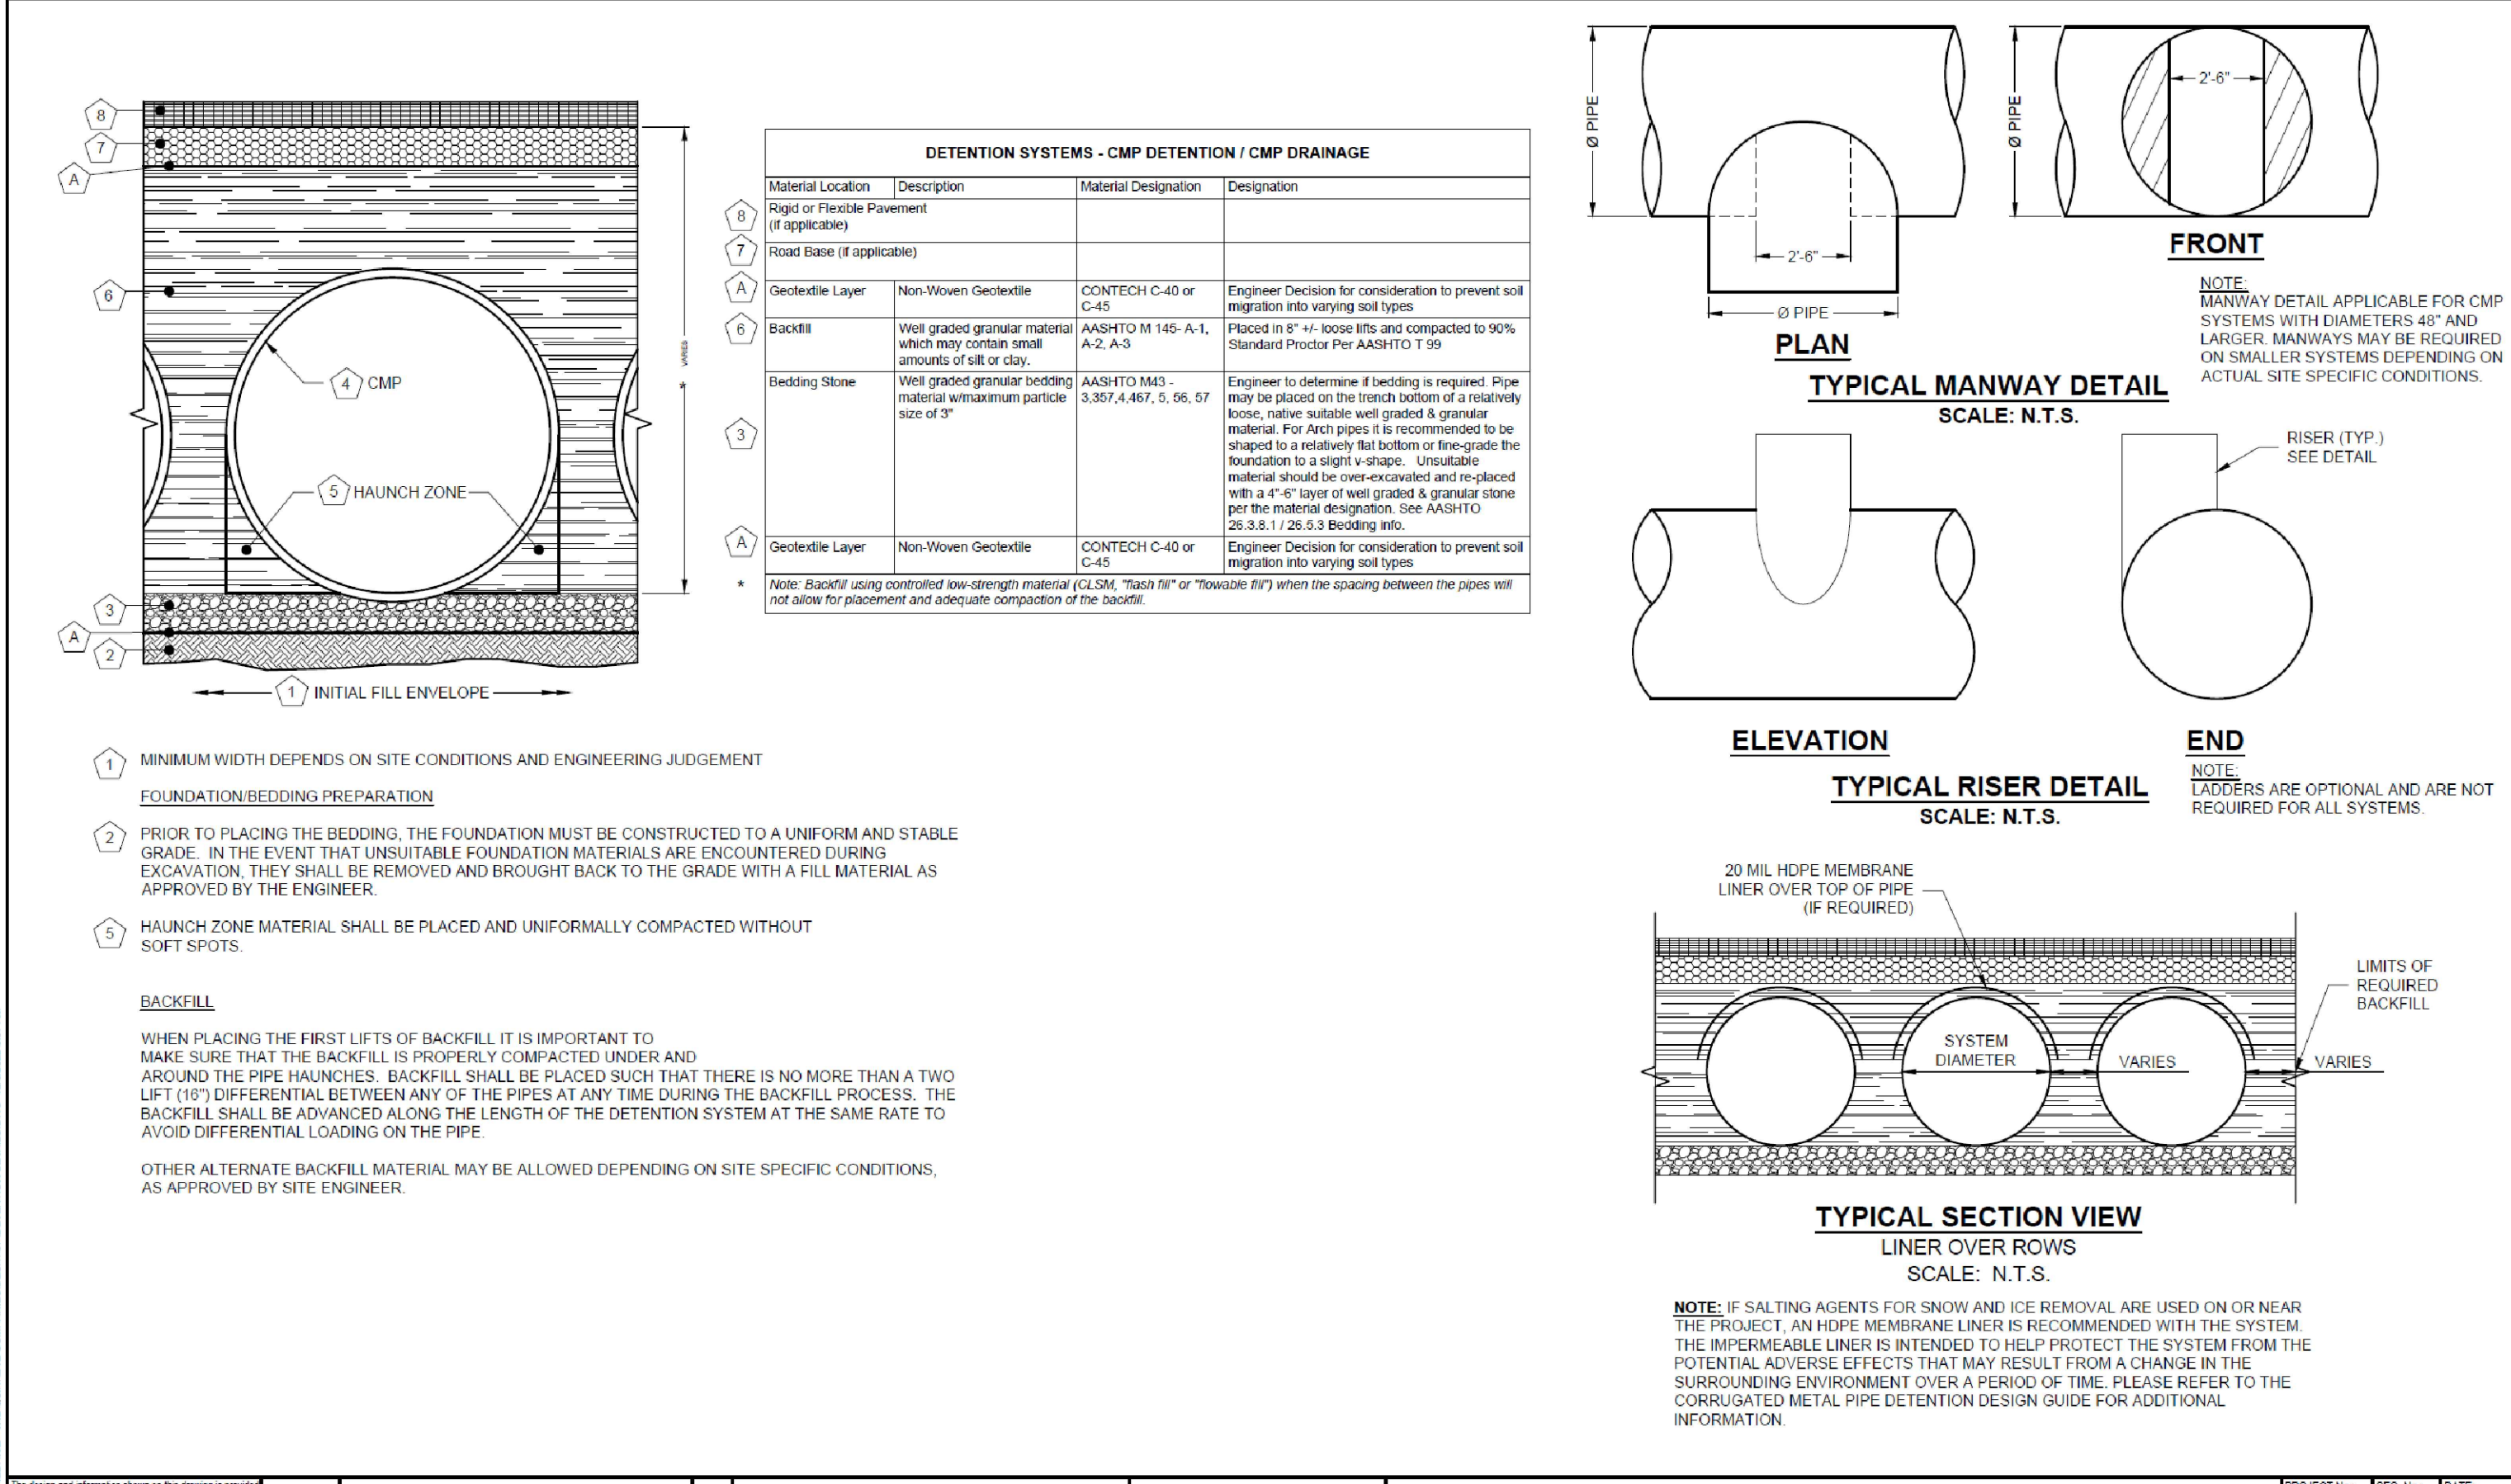 8
7
A
6
4 CMP
5 HAUNCH ZONE
3
A
2
1 INITIAL FILL ENVELOPE
* VARIES
DETENTION SYSTEMS - CMP DETENTION / CMP DRAINAGE
Material Location Description Material Designation Designation
8 Rigid or Flexible Pavement
(if applicable)
7 Road Base (if applicable)
A Geotextile Layer Non-Woven Geotextile CONTECH C-40 or
C-45 Engineer Decision for consideration to prevent soil
migration into varying soil types
6 Backfill Well graded granular material
which may contain small
amounts of silt or clay. AASHTO M 145- A-1,
A-2, A-3 Placed in 8" +/- loose lifts and compacted to 90%
Standard Proctor Per AASHTO T 99
3 Bedding Stone Well graded granular bedding
material w/maximum particle
size of 3" AASHTO M43 -
3,357,4,467, 5, 56, 57 Engineer to determine if bedding is required. Pipe
may be placed on the trench bottom of a relatively
loose, native suitable well graded & granular
material. For Arch pipes it is recommended to be
shaped to a relatively flat bottom or fine-grade the
foundation to a slight v-shape. Unsuitable
material should be over-excavated and re-placed
with a 4"-6" layer of well graded & granular stone
per the material designation. See AASHTO
26.3.8.1 / 26.5.3 Bedding info.
A Geotextile Layer Non-Woven Geotextile CONTECH C-40 or
C-45 Engineer Decision for consideration to prevent soil
migration into varying soil types
* Note: Backfill using controlled low-strength material (CLSM, "flash fill" or "flowable fill") when the spacing between the pipes will
not allow for placement and adequate compaction of the backfill.
1 MINIMUM WIDTH DEPENDS ON SITE CONDITIONS AND ENGINEERING JUDGEMENT
FOUNDATION/BEDDING PREPARATION
2 PRIOR TO PLACING THE BEDDING, THE FOUNDATION MUST BE CONSTRUCTED TO A UNIFORM AND STABLE
GRADE. IN THE EVENT THAT UNSUITABLE FOUNDATION MATERIALS ARE ENCOUNTERED DURING
EXCAVATION, THEY SHALL BE REMOVED AND BROUGHT BACK TO THE GRADE WITH A FILL MATERIAL AS
APPROVED BY THE ENGINEER.
5 HAUNCH ZONE MATERIAL SHALL BE PLACED AND UNIFORMALLY COMPACTED WITHOUT
SOFT SPOTS.
BACKFILL
WHEN PLACING THE FIRST LIFTS OF BACKFILL IT IS IMPORTANT TO
MAKE SURE THAT THE BACKFILL IS PROPERLY COMPACTED UNDER AND
AROUND THE PIPE HAUNCHES. BACKFILL SHALL BE PLACED SUCH THAT THERE IS NO MORE THAN A TWO
LIFT (16") DIFFERENTIAL BETWEEN ANY OF THE PIPES AT ANY TIME DURING THE BACKFILL PROCESS. THE
BACKFILL SHALL BE ADVANCED ALONG THE LENGTH OF THE DETENTION SYSTEM AT THE SAME RATE TO
AVOID DIFFERENTIAL LOADING ON THE PIPE.
OTHER ALTERNATE BACKFILL MATERIAL MAY BE ALLOWED DEPENDING ON SITE SPECIFIC CONDITIONS,
AS APPROVED BY SITE ENGINEER.
Ø PIPE
2'-6"
Ø PIPE
PLAN
Ø PIPE
2'-6"
FRONT
NOTE:
MANWAY DETAIL APPLICABLE FOR CMP
SYSTEMS WITH DIAMETERS 48" AND
LARGER. MANWAYS MAY BE REQUIRED
ON SMALLER SYSTEMS DEPENDING ON
ACTUAL SITE SPECIFIC CONDITIONS.
TYPICAL MANWAY DETAIL
SCALE: N.T.S.
RISER (TYP.)
SEE DETAIL
ELEVATION
END
TYPICAL RISER DETAIL
SCALE: N.T.S.
NOTE:
LADDERS ARE OPTIONAL AND ARE NOT
REQUIRED FOR ALL SYSTEMS.
20 MIL HDPE MEMBRANE
LINER OVER TOP OF PIPE
(IF REQUIRED)
LIMITS OF
REQUIRED
BACKFILL
SYSTEM
DIAMETER
VARIES
VARIES
TYPICAL SECTION VIEW
LINER OVER ROWS
SCALE: N.T.S.
NOTE: IF SALTING AGENTS FOR SNOW AND ICE REMOVAL ARE USED ON OR NEAR
THE PROJECT, AN HDPE MEMBRANE LINER IS RECOMMENDED WITH THE SYSTEM.
THE IMPERMEABLE LINER IS INTENDED TO HELP PROTECT THE SYSTEM FROM THE
POTENTIAL ADVERSE EFFECTS THAT MAY RESULT FROM A CHANGE IN THE
SURROUNDING ENVIRONMENT OVER A PERIOD OF TIME. PLEASE REFER TO THE
CORRUGATED METAL PIPE DETENTION DESIGN GUIDE FOR ADDITIONAL
INFORMATION.